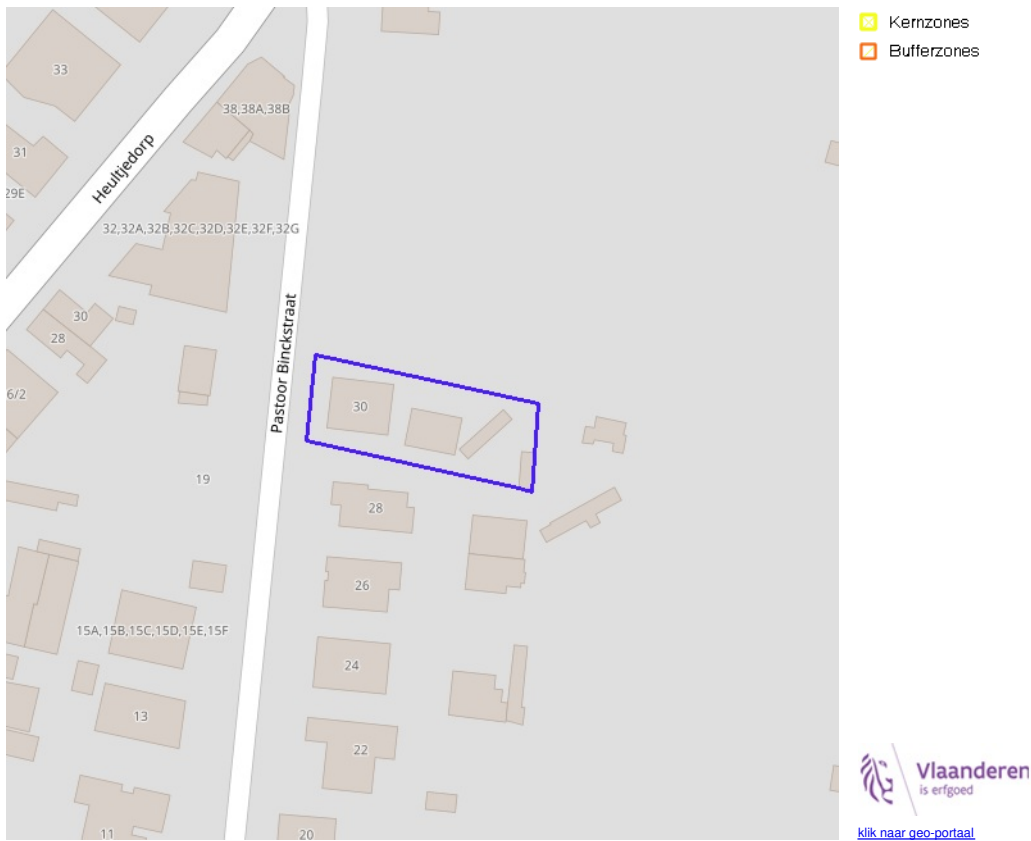 Kernzones
Bufferzones
33
38,38A,38B
Heultjedorp
31
29E
32,32A,32B,32C,32D,32E,32F,32G
30
28
Pastoor Binckstraat
6/2
30
19
28
26
15A,15B,15C,15D,15E,15F
24
13
22
11
20
Vlaanderen
is erfgoed
klik naar geo-portaal